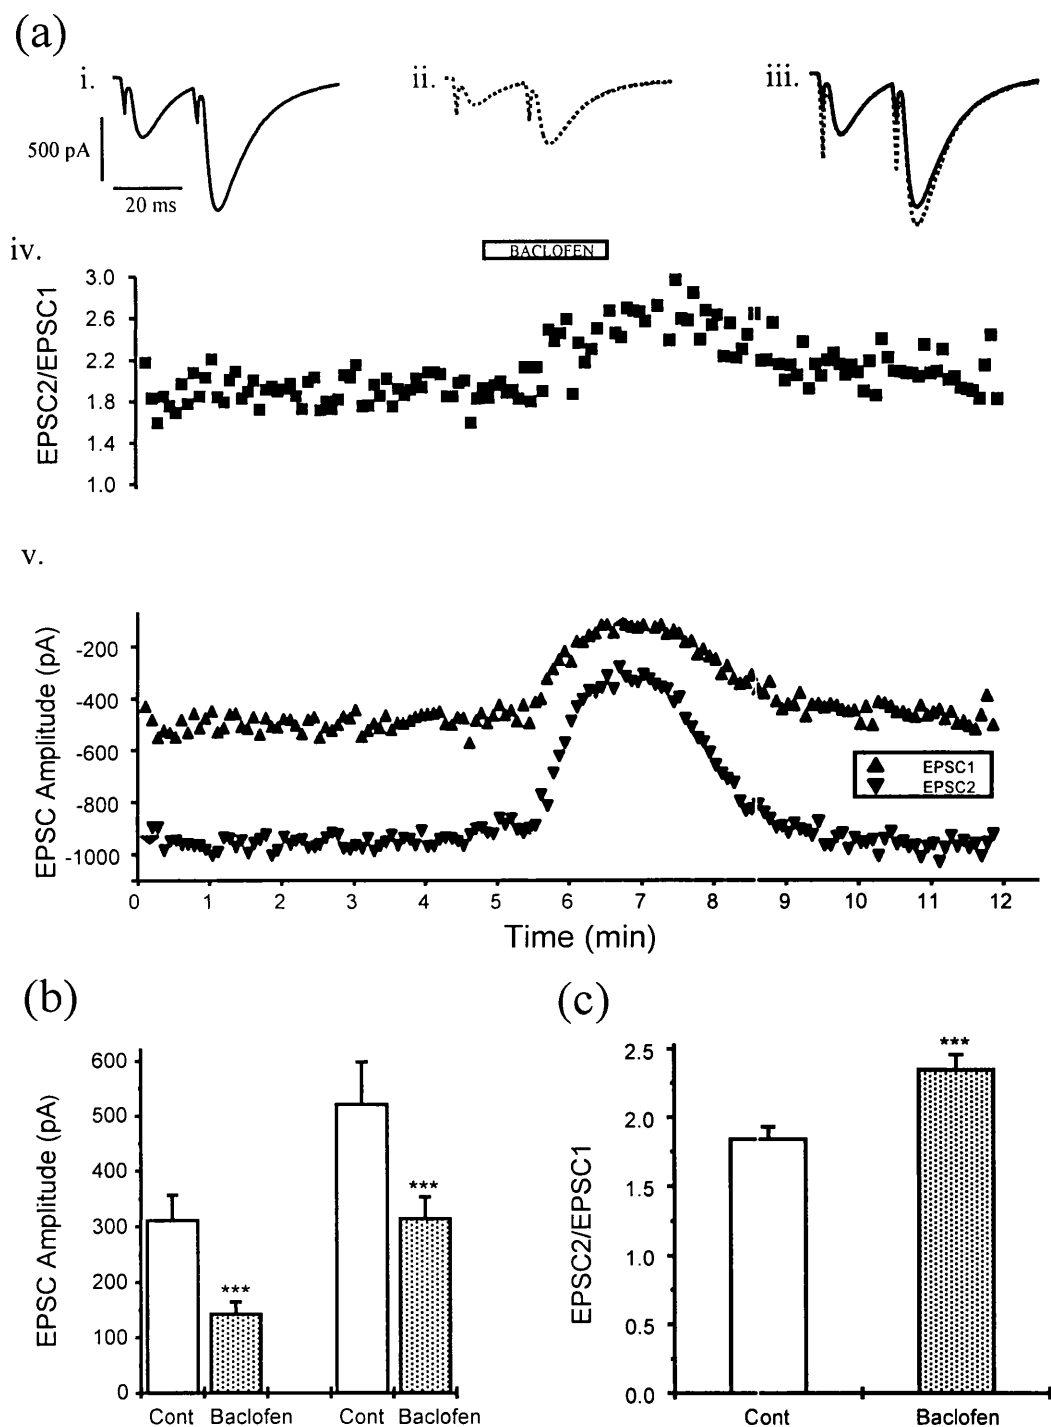 (a)
i.
ii.
iii.
500 pA
20 ms
iv.
BACLOFEN
EPSC2/EPSC1
3.0
2.6
2.2
1.8
1.4
1.0
v.
EPSC Amplitude (pA)
-200
-400
-600
-800
-1000
EPSC1
EPSC2
0 1 2 3 4 5 6 7 8 9 10 11 12
Time (min)
(b)
EPSC Amplitude (pA)
600
500
400
300
200
100
0
***
***
Cont Baclofen Cont Baclofen
(c)
EPSC2/EPSC1
2.5
2.0
1.5
1.0
0.5
0.0
***
Cont Baclofen